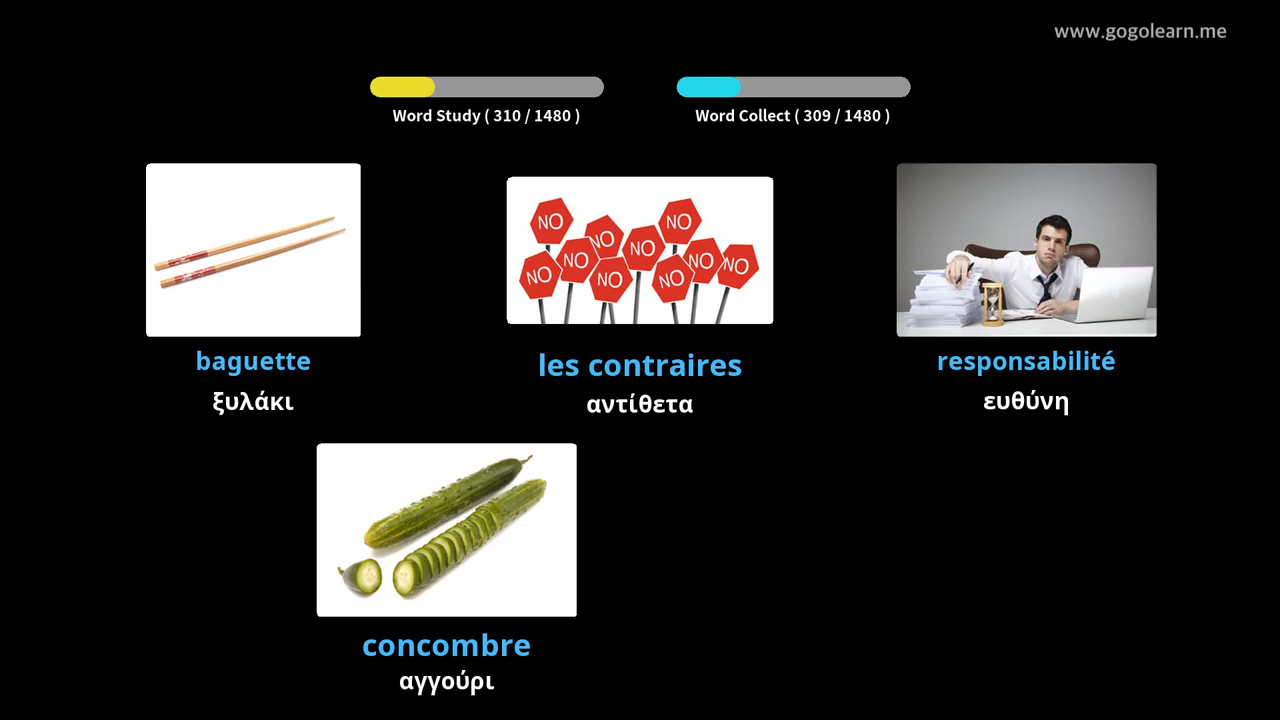 www.gogolearn.me
Word Study ( 310 / 1480 )
Word Collect ( 309 / 1480 )
NO
NO
NO
NO
NO
NO
NO
NO
NO
NO
baguette
ξυλάκι
les contraires
αντίθετα
responsabilité
ευθύνη
concombre
αγγούρι